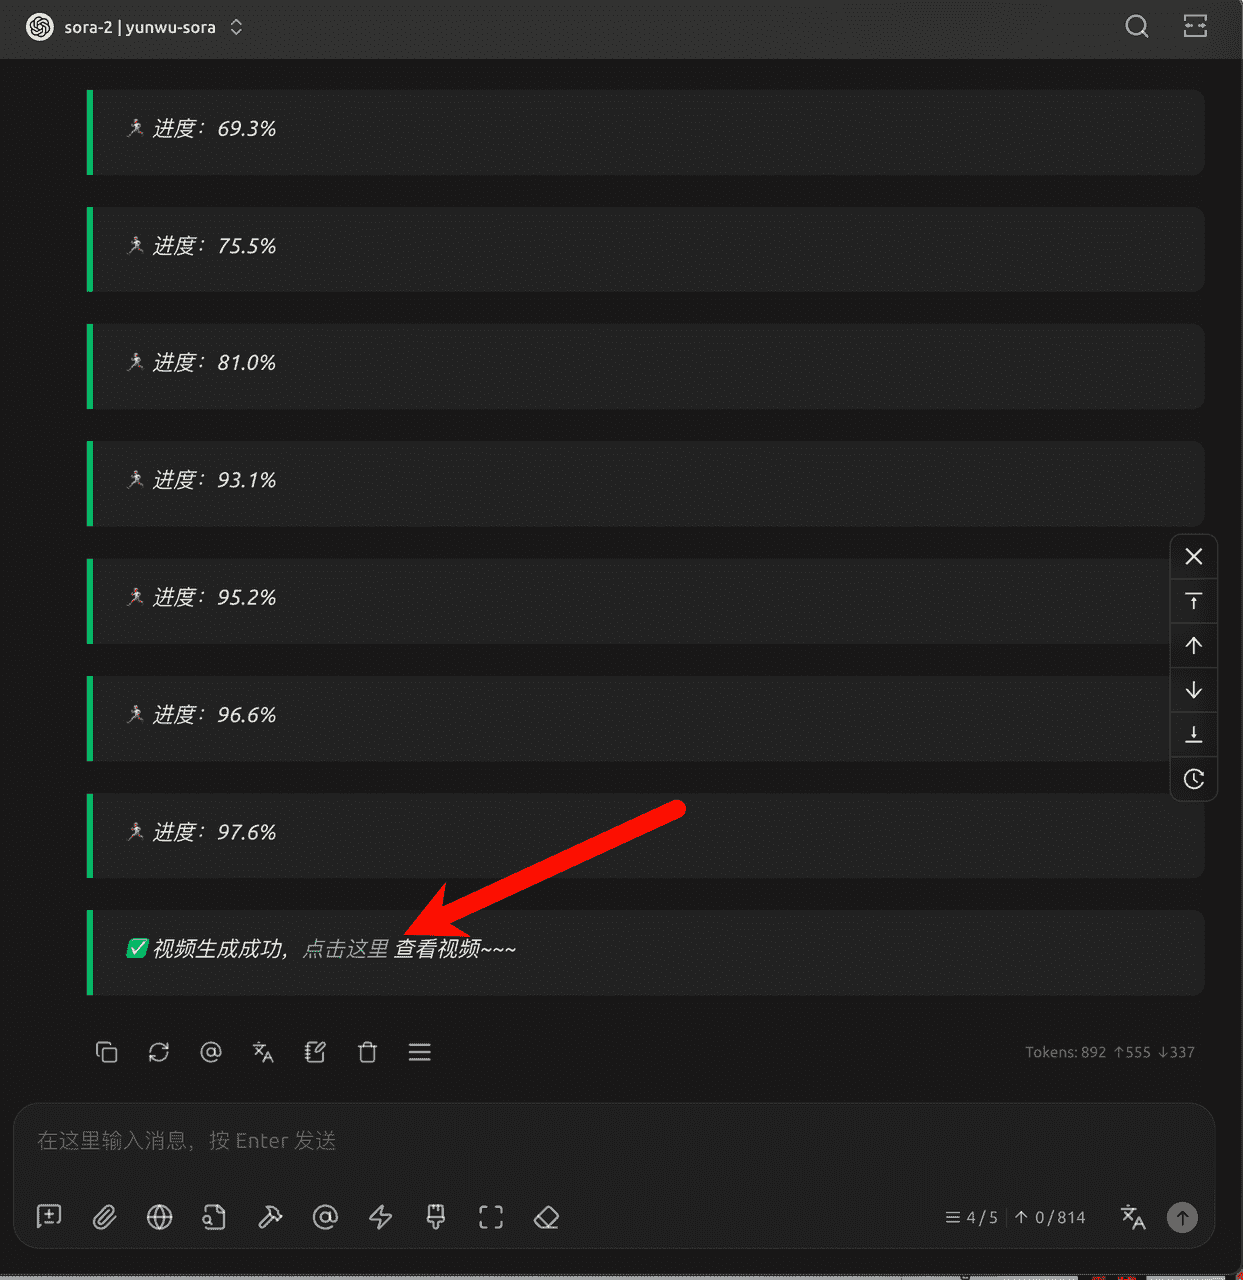 sora-2 | yunwu-sora
进度：69.3%
进度：75.5%
进度：81.0%
进度：93.1%
进度：95.2%
进度：96.6%
进度：97.6%
视频生成成功，点击这里 查看视频~~~
Tokens: 892 ↑555 ↓337
在这里输入消息，按 Enter 发送
4 / 5 ↑ 0 / 814